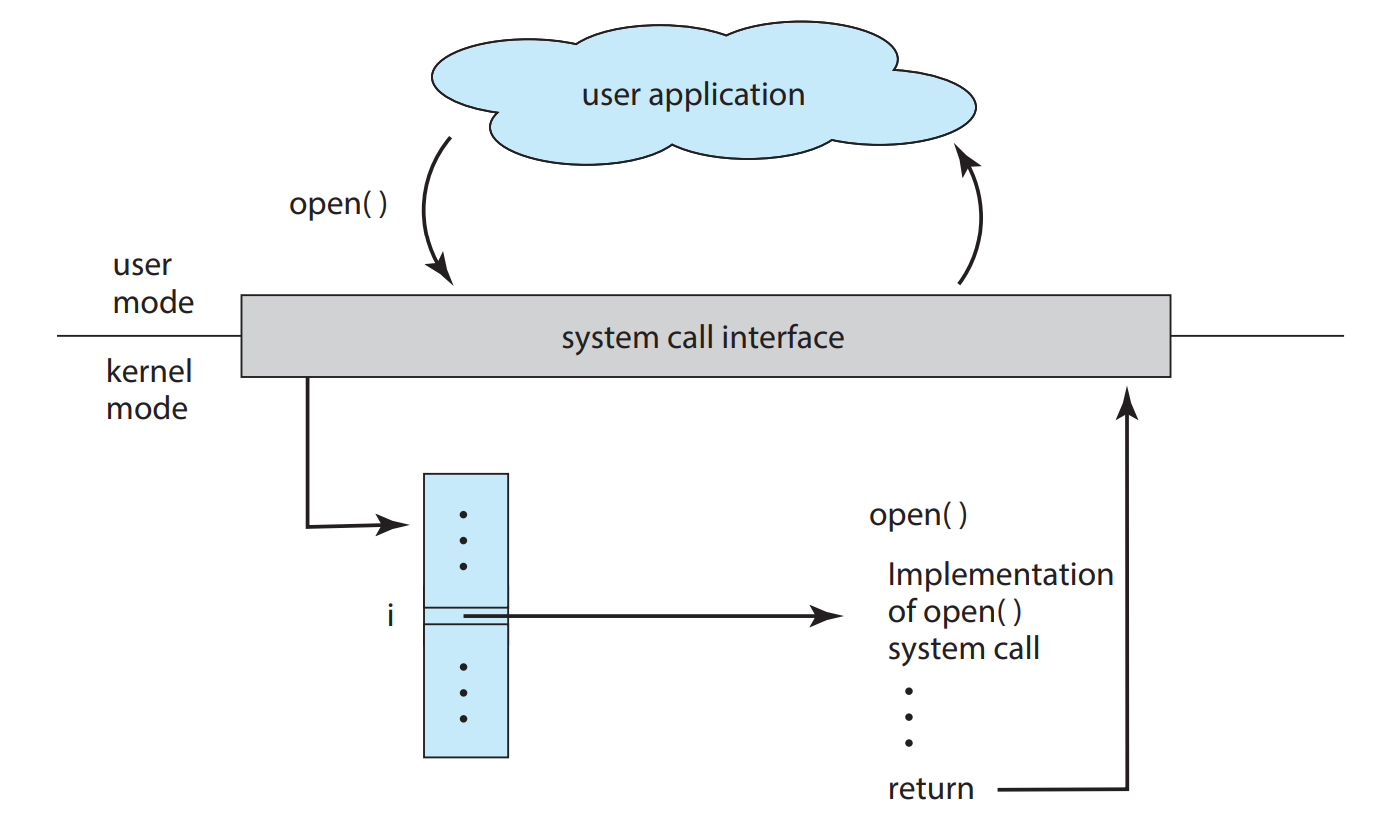 user application
open( )
user
mode
system call interface
kernel
mode
open( )
i
Implementation
of open( )
system call
return